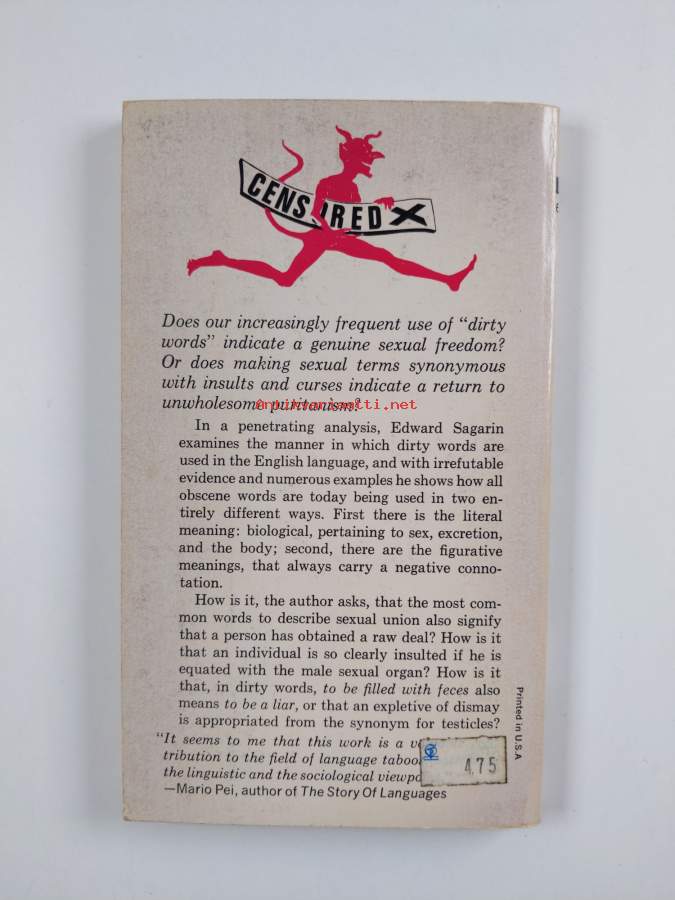 CENSORED X
Does our increasingly frequent use of “dirty
words” indicate a genuine sexual freedom?
Or does making sexual terms synonymous
with insults and curses indicate a return to
unwholesome puritanism?
antikvariaatti.net
In a penetrating analysis, Edward Sagarin
examines the manner in which dirty words are
used in the English language, and with irrefutable
evidence and numerous examples he shows how all
obscene words are today being used in two en-
tirely different ways. First there is the literal
meaning: biological, pertaining to sex, excretion,
and the body; second, there are the figurative
meanings, that always carry a negative conno-
tation.
How is it, the author asks, that the most com-
mon words to describe sexual union also signify
that a person has obtained a raw deal? How is it
that an individual is so clearly insulted if he is
equated with the male sexual organ? How is it
that, in dirty words, to be filled with feces also
means to be a liar, or that an expletive of dismay
is appropriated from the synonym for testicles?
“It seems to me that this work is a
tribution to the field of language
the linguistic and the sociological
—Mario Pei, author of The Story Of Languages
4.75
Printed in U.S.A